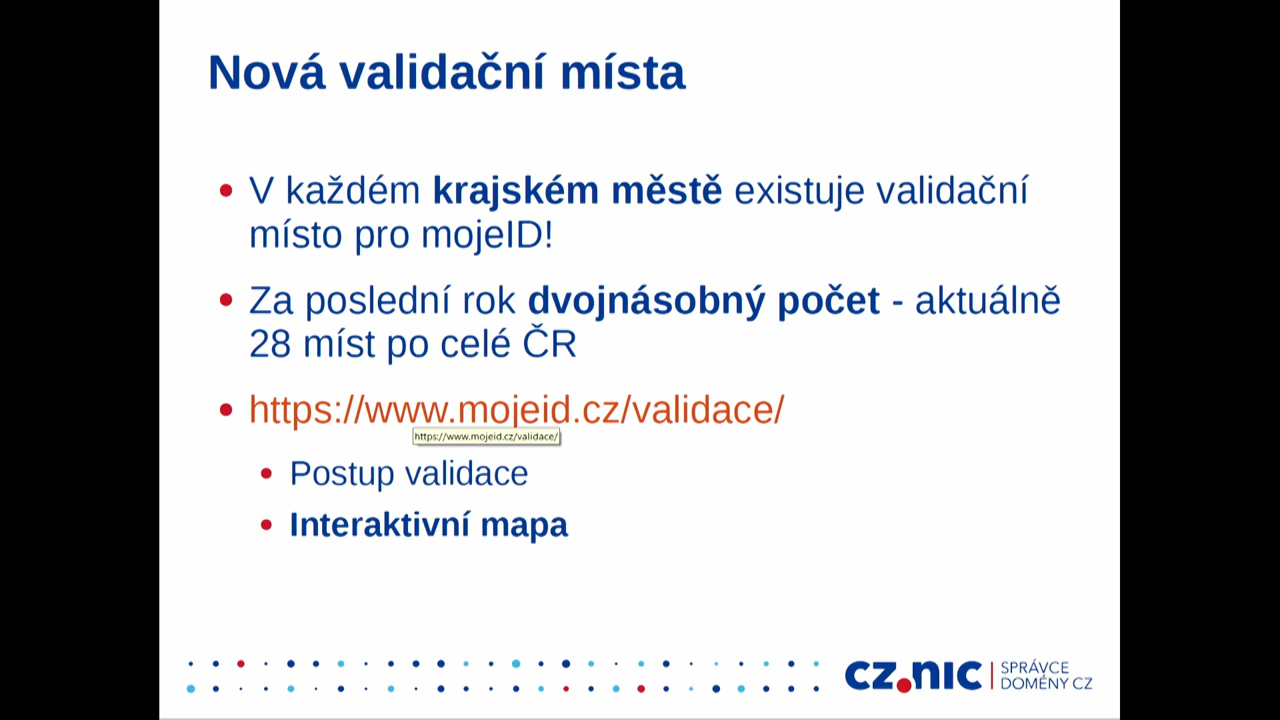 Nová validační místa
V každém krajském městě existuje validační
místo pro mojeID!
Za poslední rok dvojnásobný počet - aktuálně
28 míst po celé ČR
https://www.mojeid.cz/validace/
https://www.mojeid.cz/validace/
Postup validace
Interaktivní mapa
CZ.NIC
SPRÁVCE
DOMÉNY CZ